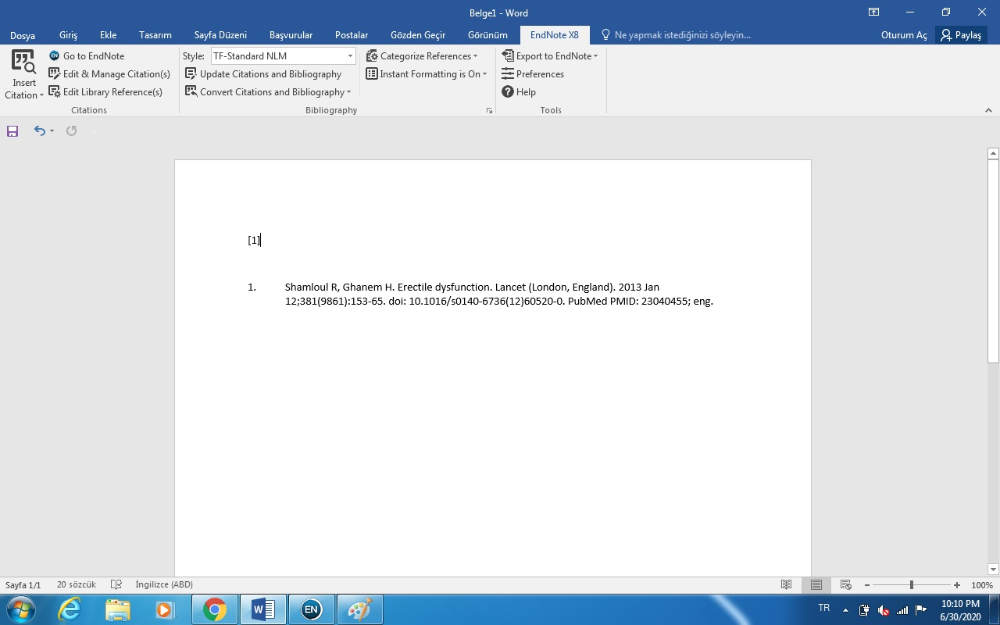 Belge1 - Word
Dosya Giriş Ekle Tasarım Sayfa Düzeni Başvurular Postalar Gözden Geçir Görünüm EndNote X8 Ne yapmak istediğinizi söyleyin... Oturum Aç Paylaş
Insert Citation
EN Go to EndNote
Edit & Manage Citation(s)
Edit Library Reference(s)
Citations
Style: TF-Standard NLM
Update Citations and Bibliography
Convert Citations and Bibliography
Categorize References
Instant Formatting is On
Bibliography
Export to EndNote
Preferences
Help
Tools
[1]
1. Shamloul R, Ghanem H. Erectile dysfunction. Lancet (London, England). 2013 Jan
12;381(9861):153-65. doi: 10.1016/s0140-6736(12)60520-0. PubMed PMID: 23040455; eng.
Sayfa 1/1 20 sözcük İngilizce (ABD) 100%
W EN TR 10:10 PM
6/30/2020